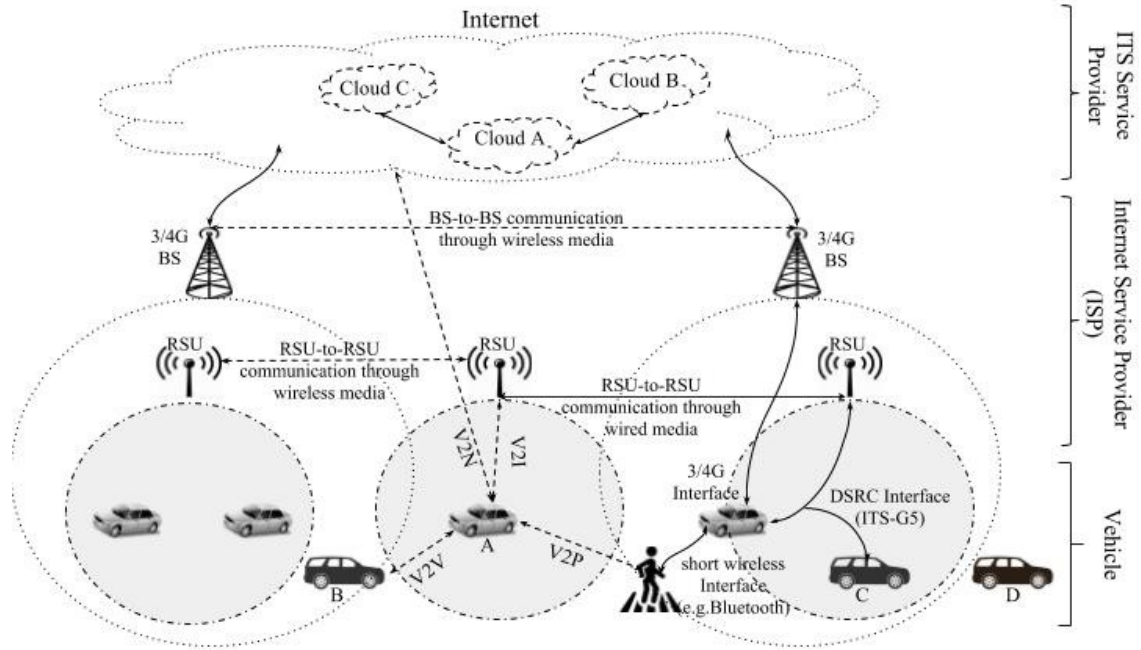 Internet
Cloud C
Cloud B
Cloud A
ITS Service
Provider
BS-to-BS communication
through wireless media
3/4G
BS
3/4G
BS
Internet Service Provider
(ISP)
RSU
RSU
RSU
RSU-to-RSU
communication through
wireless media
RSU-to-RSU
communication through
wired media
V2N
V2I
3/4G
Interface
DSRC Interface
(ITS-G5)
Vehicle
A
V2P
V2V
B
short wireless
Interface
(e.g.Bluetooth)
C
D